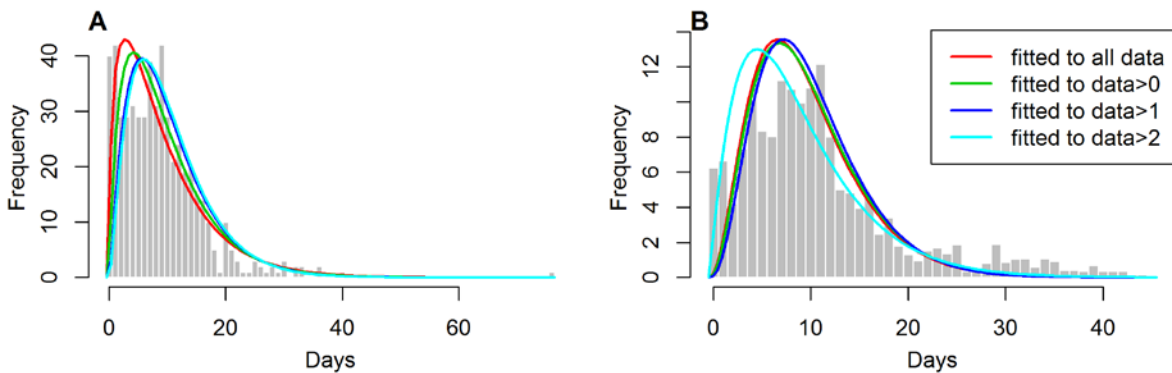 A
Frequency
40
30
20
10
0
0 20 40 60
Days
B
Frequency
12
8
6
4
2
0
0 10 20 30 40
Days
fitted to all data
fitted to data>0
fitted to data>1
fitted to data>2